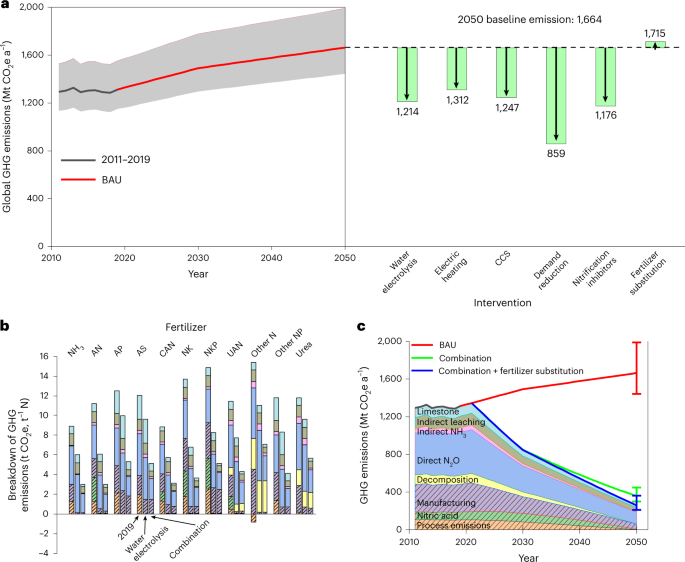 a
Global GHG emissions (Mt CO2e a–1)
2,000
1,600
1,200
800
400
0
2011–2019
BAU
2010
2020
2030
2040
2050
Year
2050 baseline emission: 1,664
1,214
1,312
1,247
859
1,176
1,715
Water
electrolysis
Electric
heating
CCS
Demand
reduction
Nitrification
inhibitors
Fertilizer
substitution
Intervention
b
Fertilizer
NH3
AN
AP
AS
CAN
NK
NKP
UAN
Other N
Other NP
Urea
Breakdown of GHG
emissions (t CO2e, t–1 N)
16
14
12
10
8
6
4
2
0
–2
–4
2019
Water
electrolysis
Combination
c
GHG emissions (Mt CO2e a–1)
2,000
1,600
1,200
800
400
0
BAU
Combination
Combination + fertilizer substitution
Limestone
Indirect leaching
Indirect NH3
Direct N2O
Decomposition
Manufacturing
Nitric acid
Process emissions
2010
2020
2030
2040
2050
Year